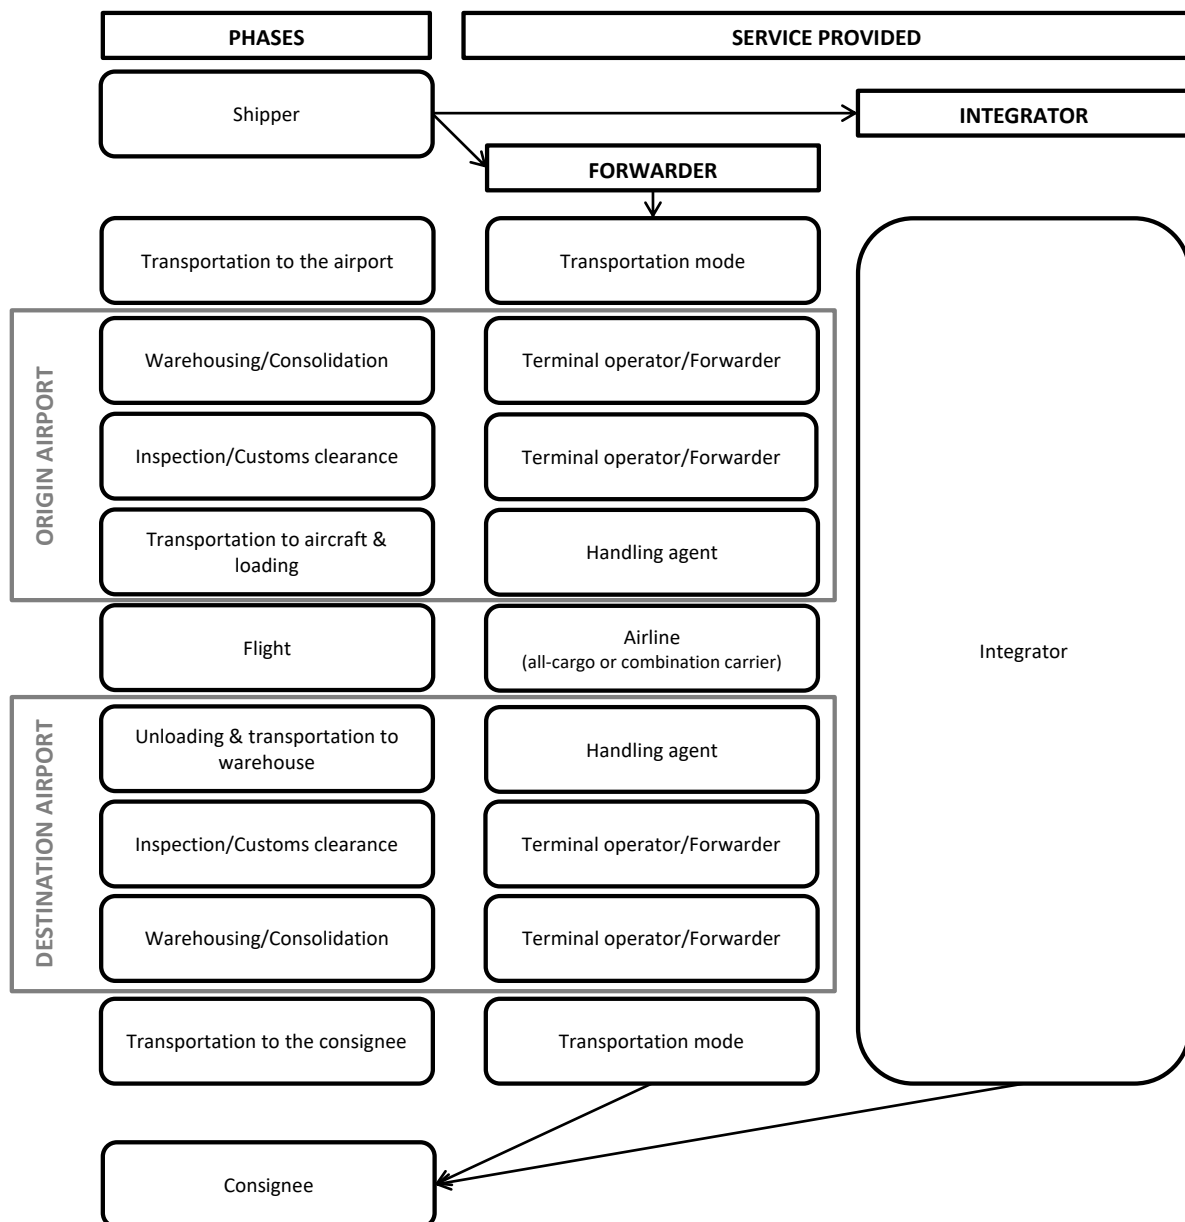 PHASES
SERVICE PROVIDED
Shipper
INTEGRATOR
FORWARDER
Transportation to the airport
Transportation mode
ORIGIN AIRPORT
Warehousing/Consolidation
Terminal operator/Forwarder
Inspection/Customs clearance
Terminal operator/Forwarder
Transportation to aircraft &
loading
Handling agent
Flight
Airline
(all-cargo or combination carrier)
Integrator
DESTINATION AIRPORT
Unloading & transportation to
warehouse
Handling agent
Inspection/Customs clearance
Terminal operator/Forwarder
Warehousing/Consolidation
Terminal operator/Forwarder
Transportation to the consignee
Transportation mode
Consignee